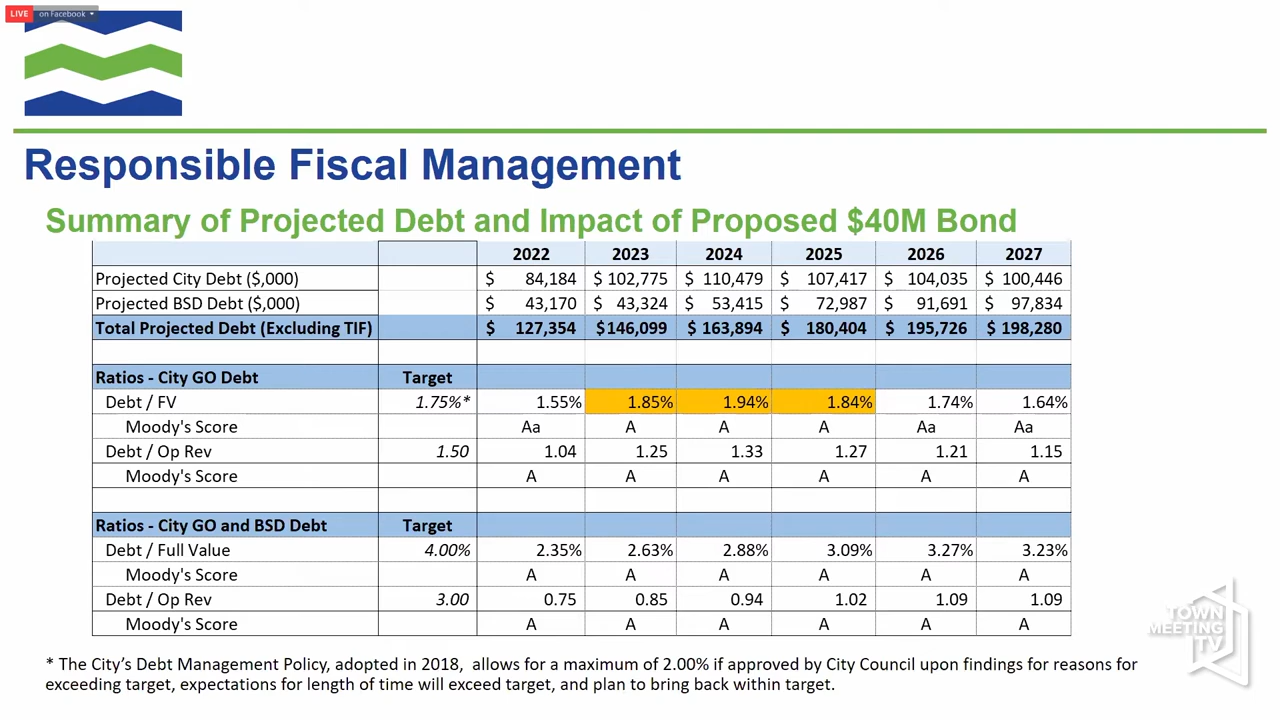 LIVE on Facebook
Responsible Fiscal Management
Summary of Projected Debt and Impact of Proposed $40M Bond
2022 2023 2024 2025 2026 2027
Projected City Debt ($,000) $ 84,184 $ 102,775 $ 110,479 $ 107,417 $ 104,035 $ 100,446
Projected BSD Debt ($,000) $ 43,170 $ 43,324 $ 53,415 $ 72,987 $ 91,691 $ 97,834
Total Projected Debt (Excluding TIF) $ 127,354 $146,099 $ 163,894 $ 180,404 $ 195,726 $ 198,280
Ratios - City GO Debt Target
Debt / FV 1.75%* 1.55% 1.85% 1.94% 1.84% 1.74% 1.64%
Moody's Score Aa A A A Aa Aa
Debt / Op Rev 1.50 1.04 1.25 1.33 1.27 1.21 1.15
Moody's Score A A A A A A
Ratios - City GO and BSD Debt Target
Debt / Full Value 4.00% 2.35% 2.63% 2.88% 3.09% 3.27% 3.23%
Moody's Score A A A A A A
Debt / Op Rev 3.00 0.75 0.85 0.94 1.02 1.09 1.09
Moody's Score A A A A A A
TOWN
MEETING
TV
* The City's Debt Management Policy, adopted in 2018, allows for a maximum of 2.00% if approved by City Council upon findings for reasons for
exceeding target, expectations for length of time will exceed target, and plan to bring back within target.